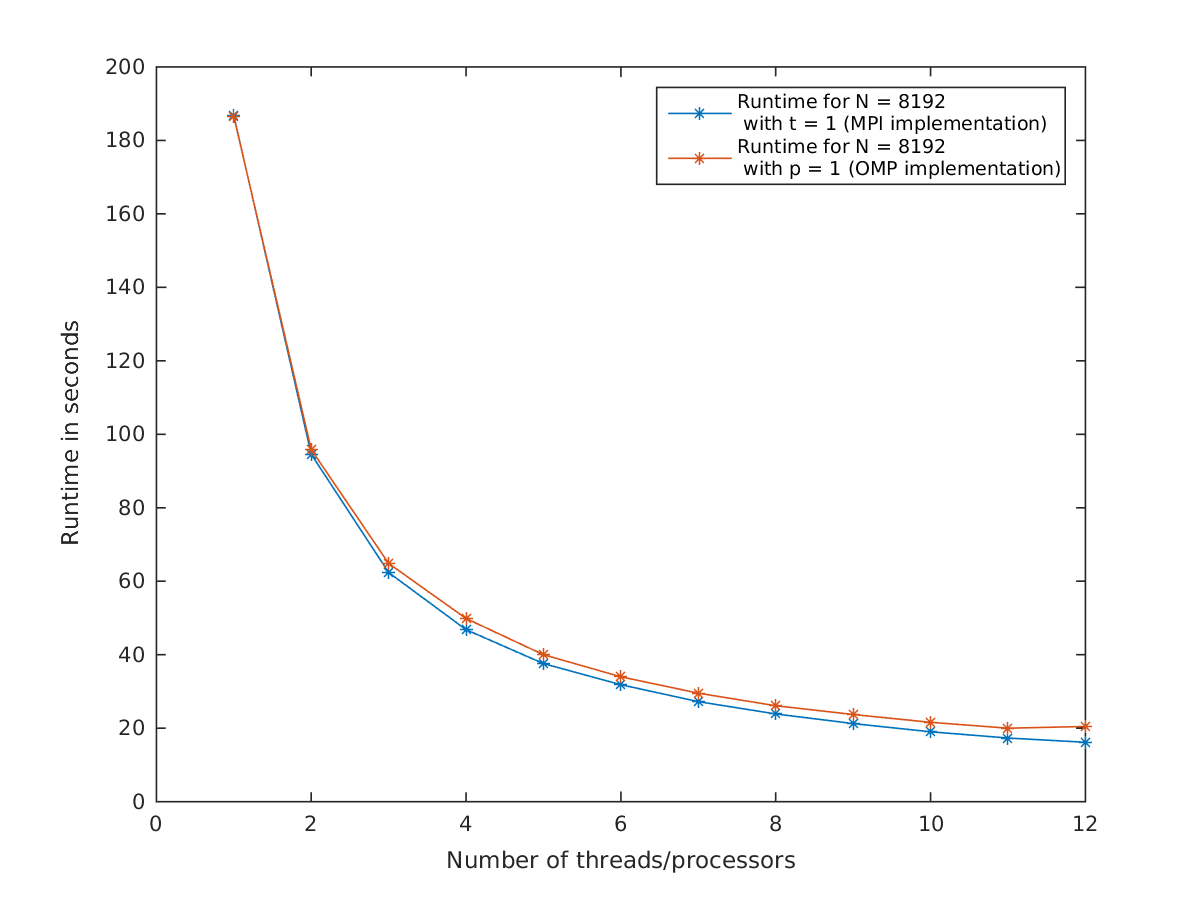 200
180
160
140
120
100
80
60
40
20
0
Runtime in seconds
Runtime for N = 8192
with t = 1 (MPI implementation)
Runtime for N = 8192
with p = 1 (OMP implementation)
0 2 4 6 8 10 12
Number of threads/processors